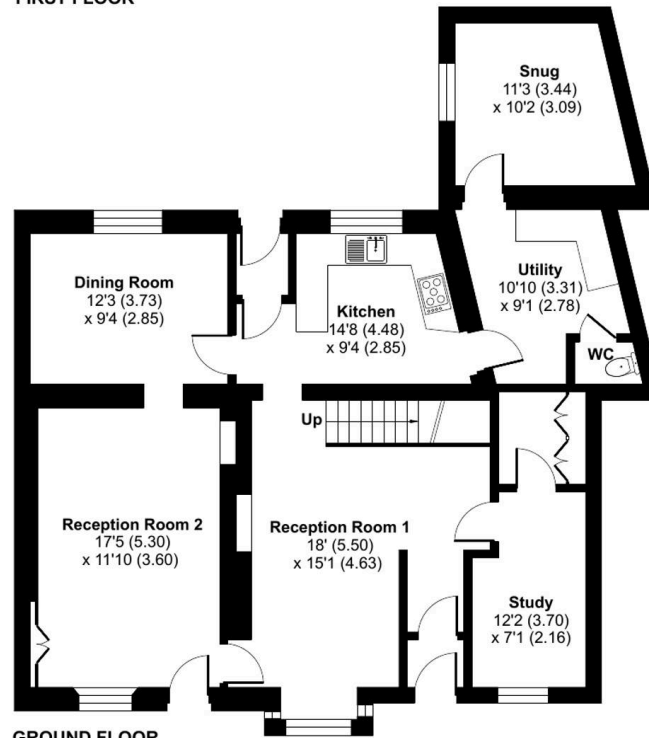 FIRST FLOOR
Snug
11'3 (3.44)
x 10'2 (3.09)
Dining Room
12'3 (3.73)
x 9'4 (2.85)
Kitchen
14'8 (4.48)
x 9'4 (2.85)
Utility
10'10 (3.31)
x 9'1 (2.78)
WC
Up
Reception Room 2
17'5 (5.30)
x 11'10 (3.60)
Reception Room 1
18' (5.50)
x 15'1 (4.63)
Study
12'2 (3.70)
x 7'1 (2.16)
GROUND FLOOR